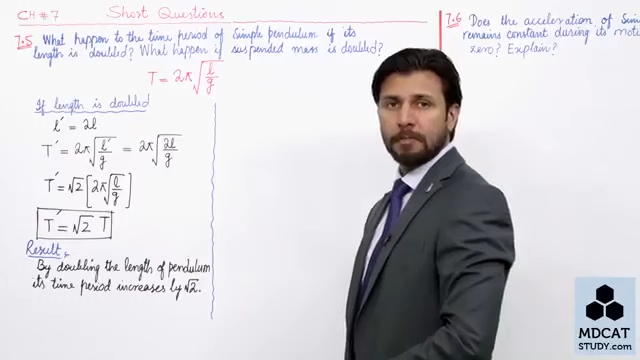 CH # 7 Short Questions
7.5 What happen to the time period of Simple pendulum if its
length is doubled? What happen if suspended mass is doubled?
T = 2π√(l/g)
If length is doubled
l' = 2l
T' = 2π√(l'/g) = 2π√(2l/g)
T' = √2 [2π√(l/g)]
T' = √2 T
Result:
By doubling the length of pendulum
its time period increases by √2.
7.6 Does the acceleration of Sim
remains constant during its mot
zero? Explain?
MDCAT
STUDY.com